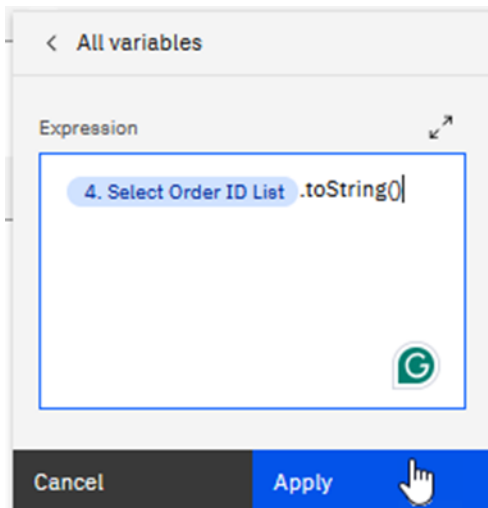 All variables
Expression
4. Select Order ID List .toString()
G
Cancel Apply